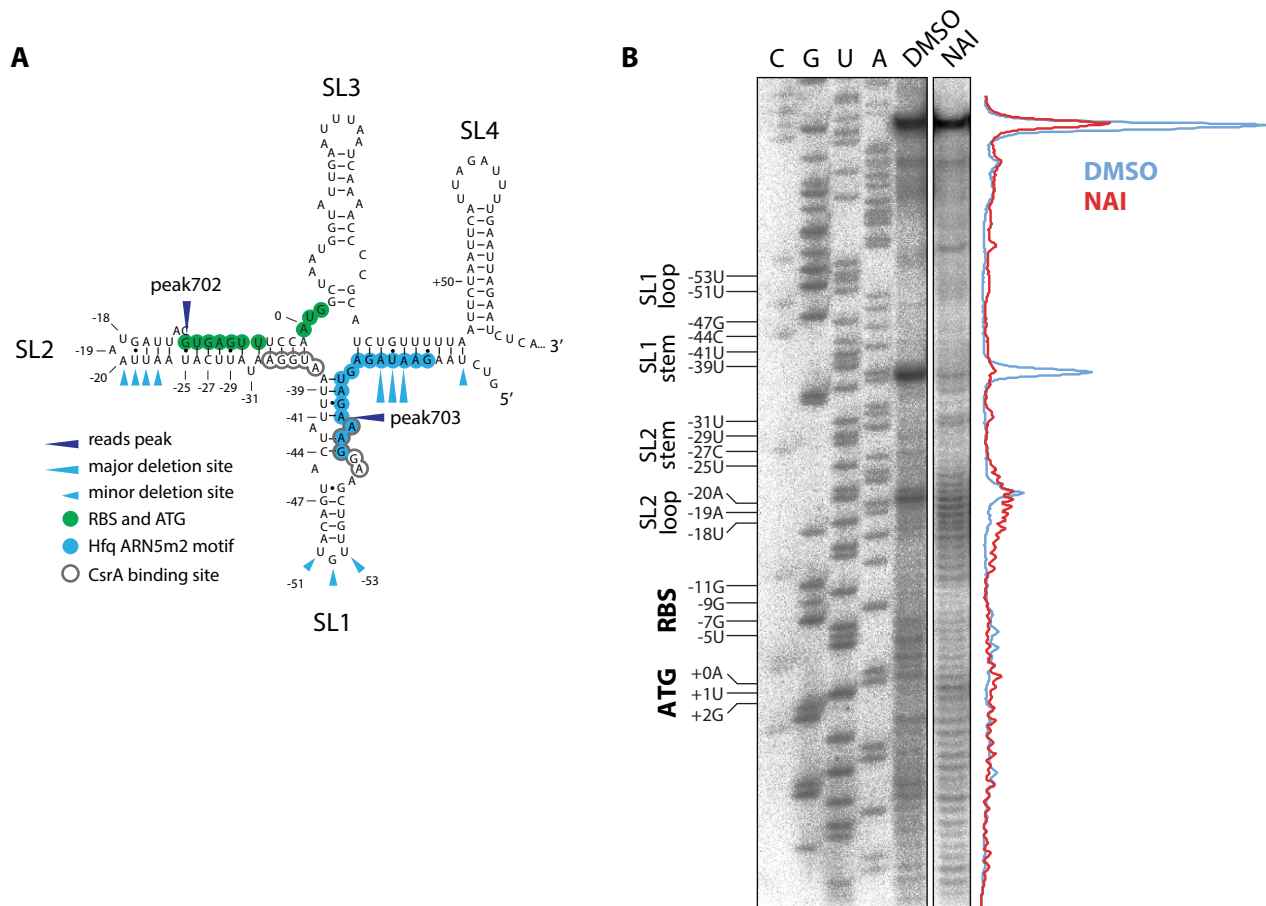 A
SL3
SL4
peak702
SL2
-18
-19
-20
-25
-27
-29
-31
0
+50
3'
5'
-39
-41
-44
-47
-51
-53
peak703
SL1
reads peak
major deletion site
minor deletion site
RBS and ATG
Hfq ARN5m2 motif
CsrA binding site
B
C G U A DMSO NAI
DMSO
NAI
SL1 loop
-53U
-51U
SL1 stem
-47G
-44C
-41U
-39U
SL2 stem
-31U
-29U
-27C
-25U
SL2 loop
-20A
-19A
-18U
RBS
-11G
-9G
-7G
-5U
ATG
+0A
+1U
+2G